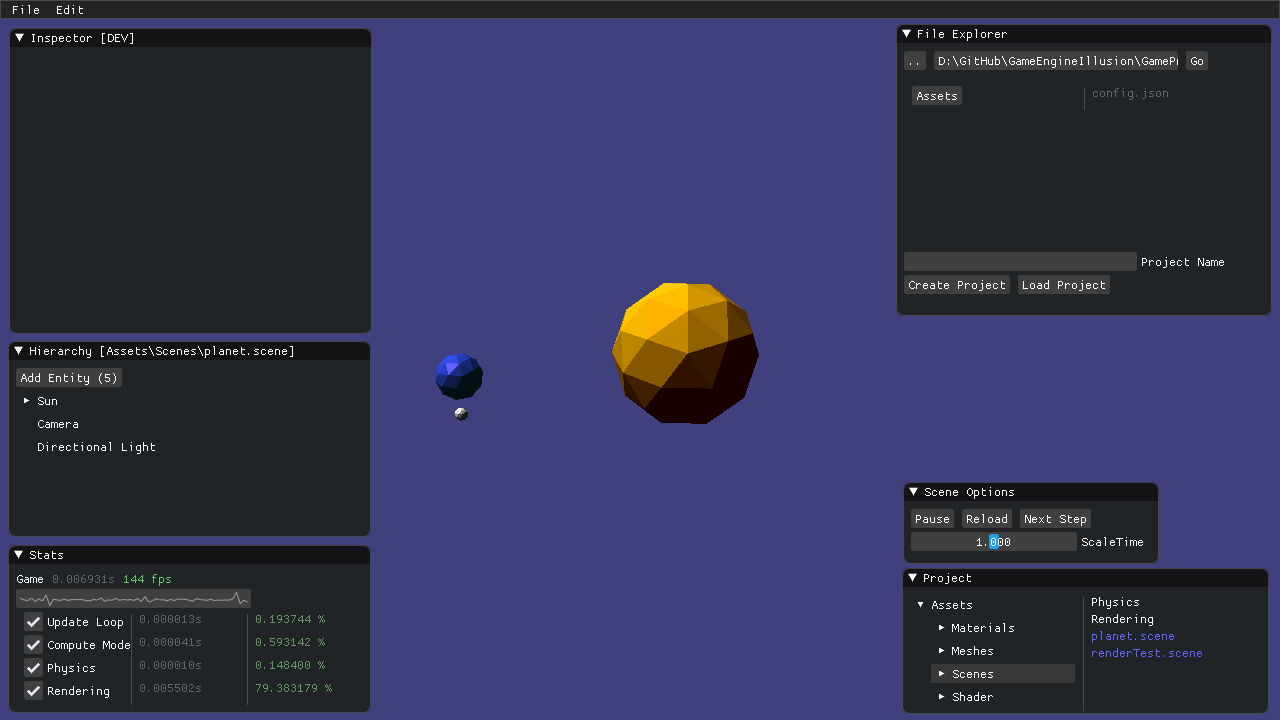 File Edit
Inspector [DEV]
File Explorer
.. D:\GitHub\GameEngineIllusion\GameP Go
Assets config.json
Project Name
Create Project Load Project
Hierarchy [Assets\Scenes\planet.scene]
Add Entity (5)
Sun
Camera
Directional Light
Scene Options
Pause Reload Next Step
1.000 ScaleTime
Stats
Game 0.006931s 144 fps
Update Loop 0.000013s 0.193744 %
Compute Mode 0.000041s 0.593142 %
Physics 0.000010s 0.148400 %
Rendering 0.005502s 79.383179 %
Project
Assets
Materials
Meshes
Scenes
Shader
Physics
Rendering
planet.scene
renderTest.scene